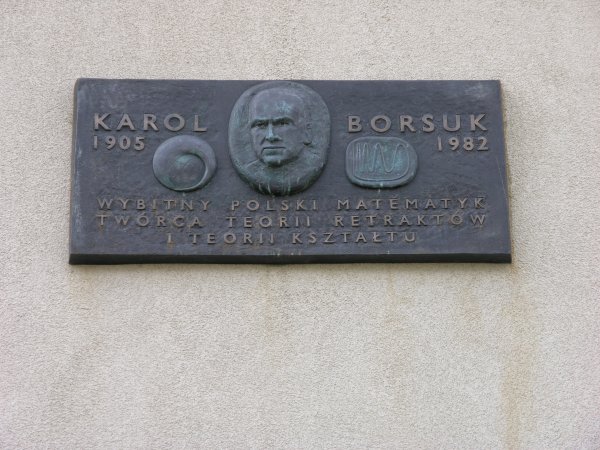 KAROL BORSUK
1905 1982
WYBITNY POLSKI MATEMATYK
TWÓRCA TEORII RETRAKTÓW
I TEORII KSZTAŁTU